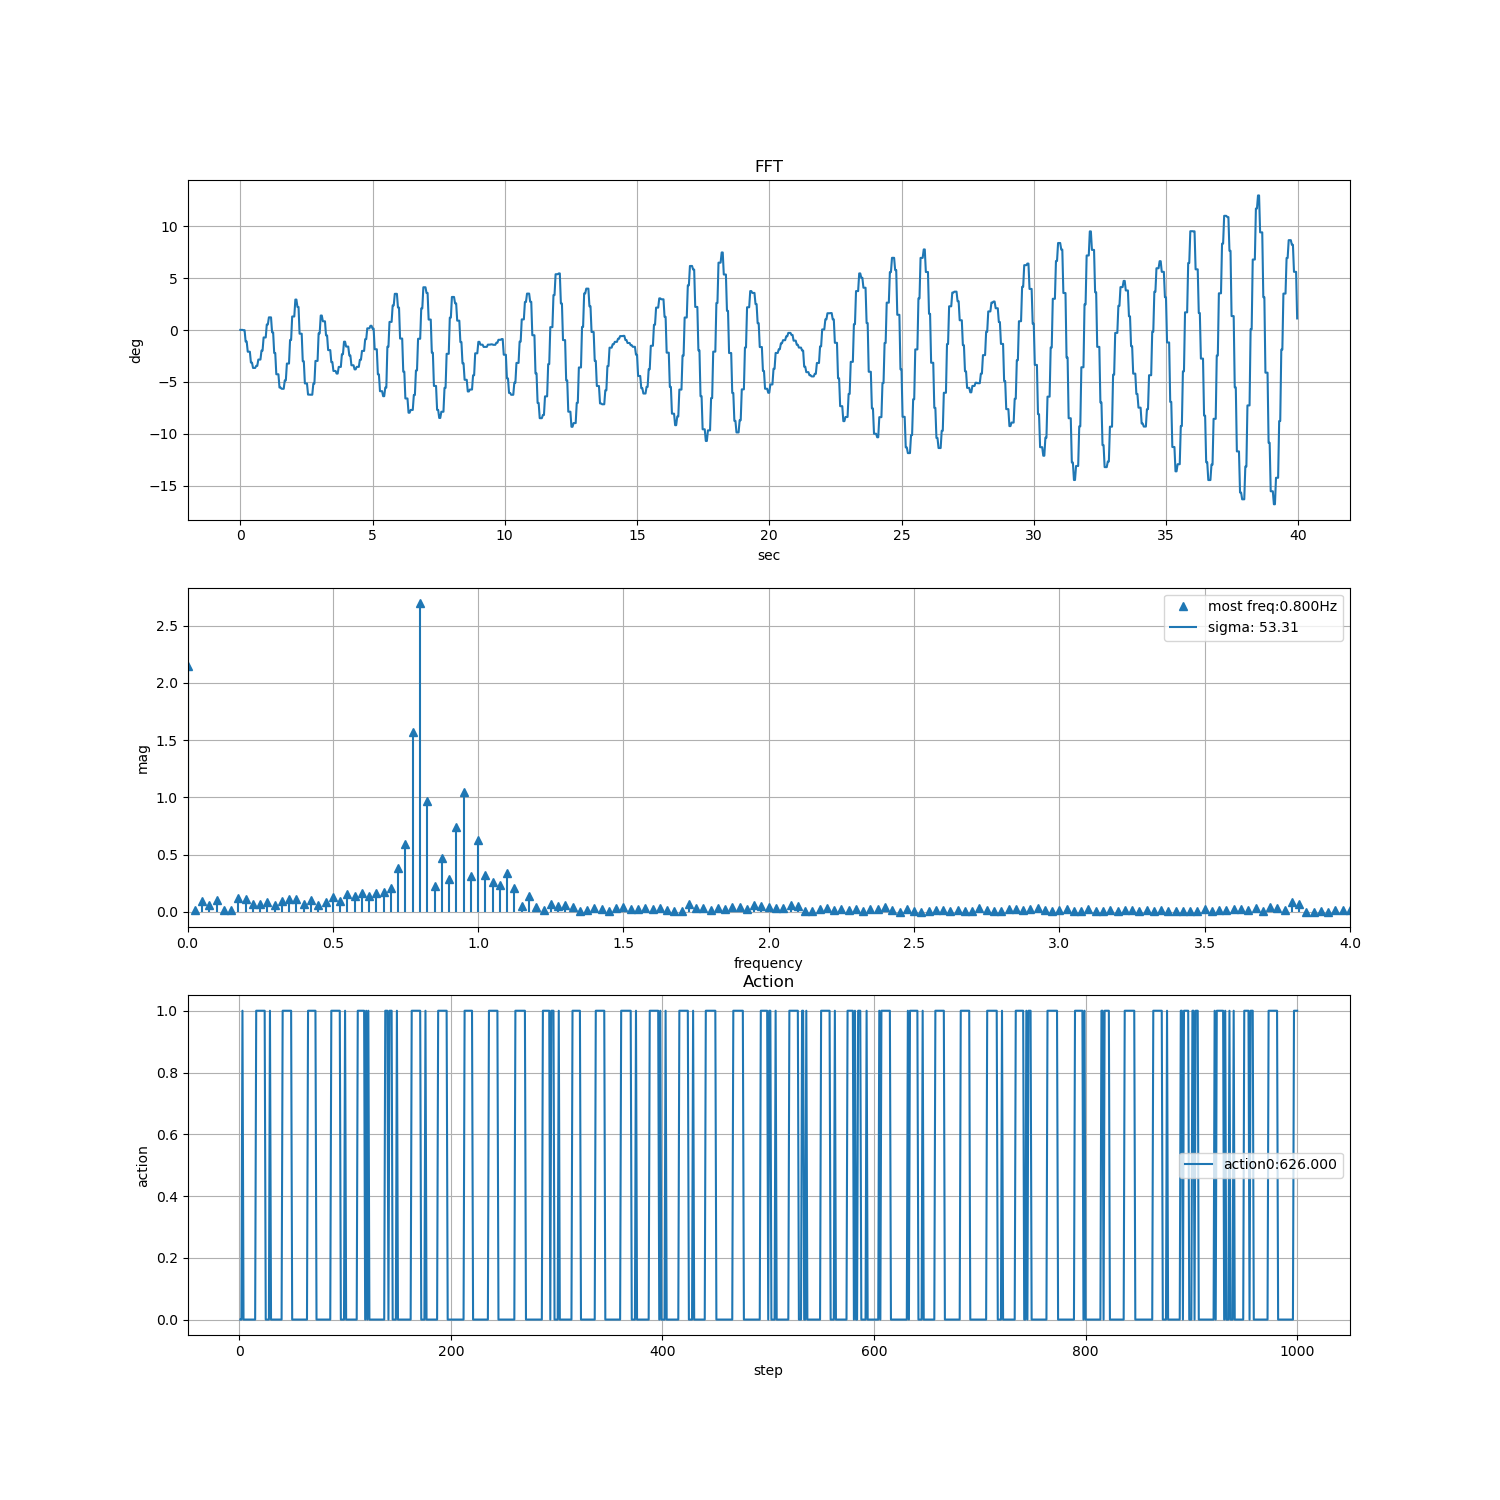 FFT
10
5
0
−5
−10
−15
deg
0 5 10 15 20 25 30 35 40
sec
most freq:0.800Hz
sigma: 53.31
2.5
2.0
1.5
1.0
0.5
0.0
mag
0.0 0.5 1.0 1.5 2.0 2.5 3.0 3.5 4.0
frequency
Action
1.0
0.8
0.6
0.4
0.2
0.0
action
action0:626.000
0 200 400 600 800 1000
step